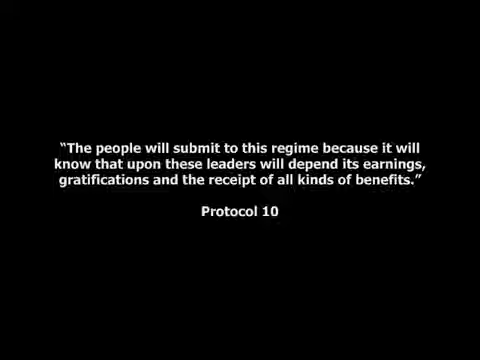 “The people will submit to this regime because it will
know that upon these leaders will depend its earnings,
gratifications and the receipt of all kinds of benefits.”
Protocol 10